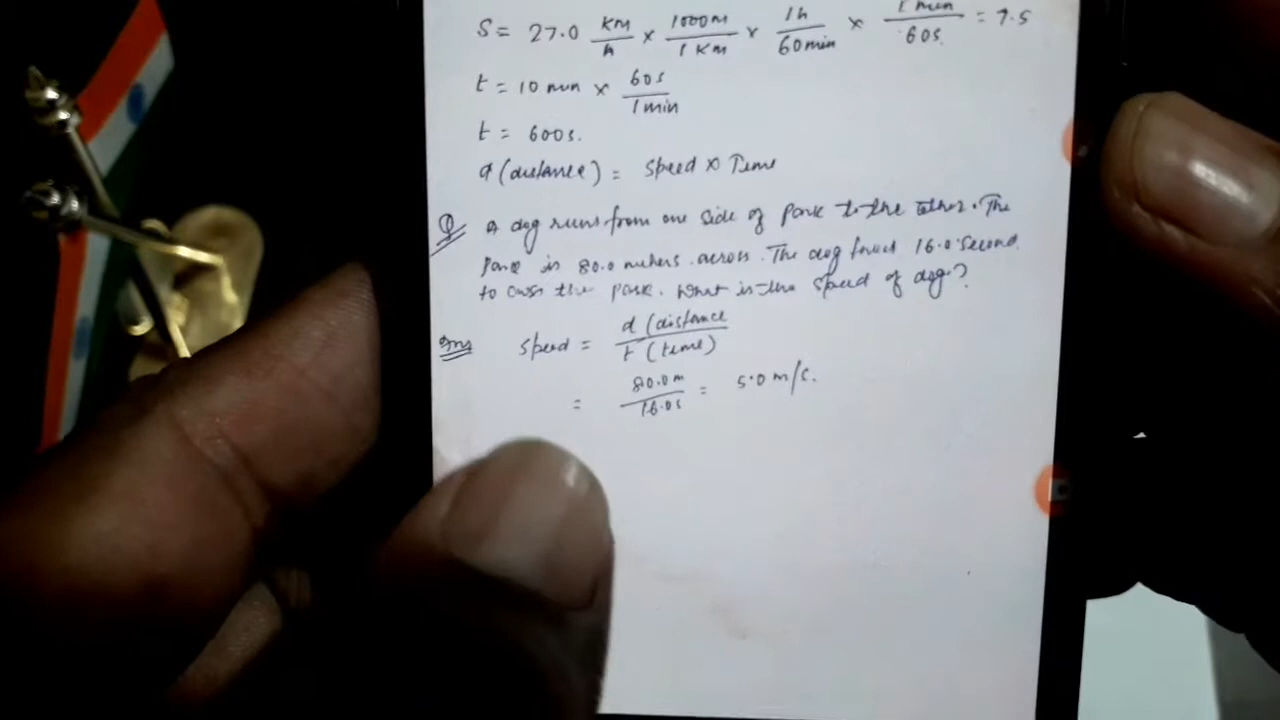 S = 27.0 km/h × 1000m/1 km × 1h/60min × 1 min/60s. = 7.5
t = 10 min × 60s/1min
t = 600s.
d (distance) = Speed × Time
Q A dog runs from one side of park to the other. The
park is 80.0 meters across. The dog takes 16.0 second
to cross the park. What is the speed of dog?
Ans speed = d (distance/t (time)
= 80.0m/16.0s = 5.0 m/s.